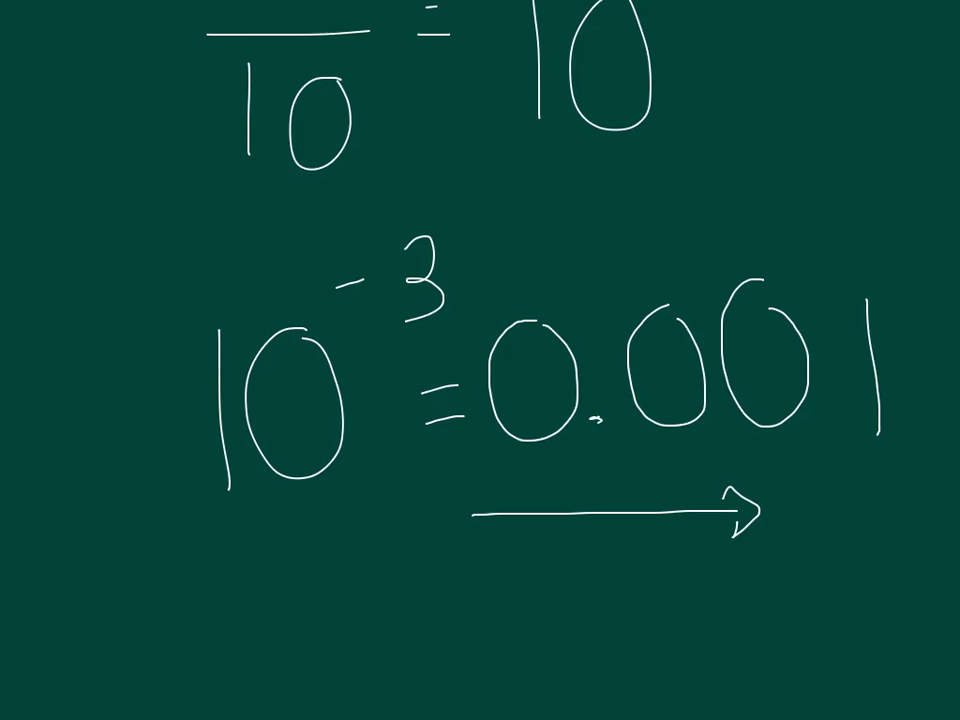 10 = 10
10⁻³ = 0.001